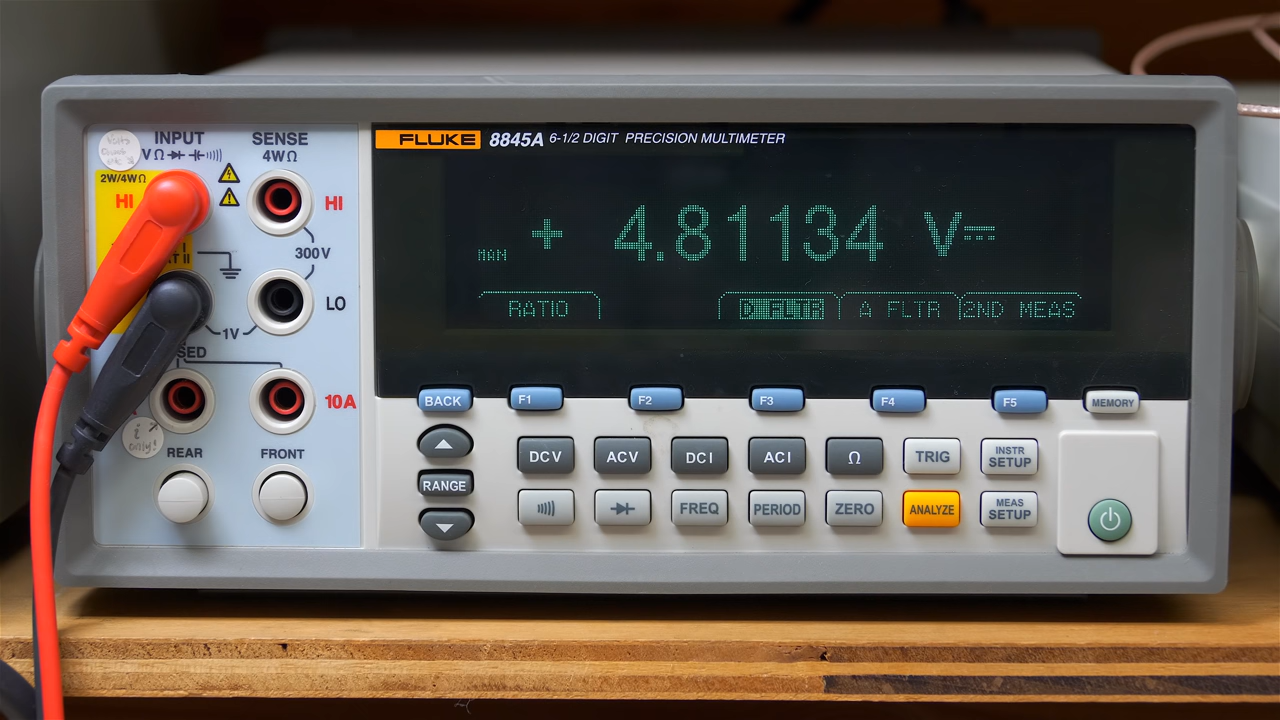 INPUT
VΩ
SENSE
4WΩ
2W/4WΩ
HI
HI
300V
LO
1V
10A
REAR
FRONT
FLUKE 8845A 6-1/2 DIGIT PRECISION MULTIMETER
MAN + 4.81134 V
RATIO D FLTR A FLTR 2ND MEAS
BACK F1 F2 F3 F4 F5 MEMORY
RANGE
DCV ACV DCI ACI Ω TRIG INSTR SETUP
FREQ PERIOD ZERO ANALYZE MEAS SETUP